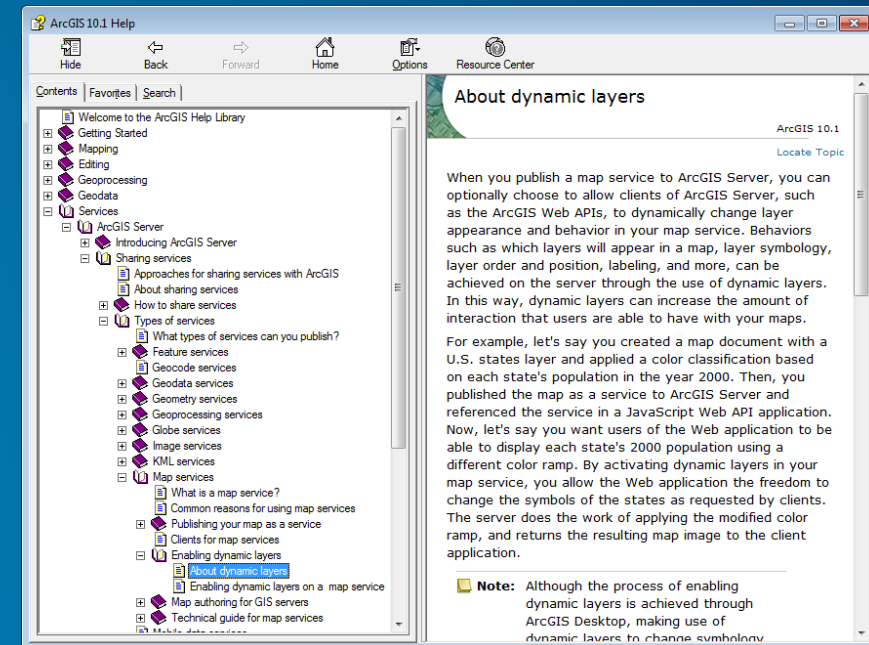 ArcGIS 10.1 Help
Hide Back Forward Home Options Resource Center
Contents Favorites Search
Welcome to the ArcGIS Help Library
Getting Started
Mapping
Editing
Geoprocessing
Geodata
Services
ArcGIS Server
Introducing ArcGIS Server
Sharing services
Approaches for sharing services with ArcGIS
About sharing services
How to share services
Types of services
What types of services can you publish?
Feature services
Geocode services
Geodata services
Geometry services
Geoprocessing services
Globe services
Image services
KML services
Map services
What is a map service?
Common reasons for using map services
Publishing your map as a service
Clients for map services
Enabling dynamic layers
About dynamic layers
Enabling dynamic layers on a map service
Map authoring for GIS servers
Technical guide for map services
Mobile data services
About dynamic layers
ArcGIS 10.1
Locate Topic
When you publish a map service to ArcGIS Server, you can
optionally choose to allow clients of ArcGIS Server, such
as the ArcGIS Web APIs, to dynamically change layer
appearance and behavior in your map service. Behaviors
such as which layers will appear in a map, layer symbology,
layer order and position, labeling, and more, can be
achieved on the server through the use of dynamic layers.
In this way, dynamic layers can increase the amount of
interaction that users are able to have with your maps.
For example, let's say you created a map document with a
U.S. states layer and applied a color classification based
on each state's population in the year 2000. Then, you
published the map as a service to ArcGIS Server and
referenced the service in a JavaScript Web API application.
Now, let's say you want users of the Web application to be
able to display each state's 2000 population using a
different color ramp. By activating dynamic layers in your
map service, you allow the Web application the freedom to
change the symbols of the states as requested by clients.
The server does the work of applying the modified color
ramp, and returns the resulting map image to the client
application.
Note: Although the process of enabling
dynamic layers is achieved through
ArcGIS Desktop, making use of
dynamic layers to change symbology